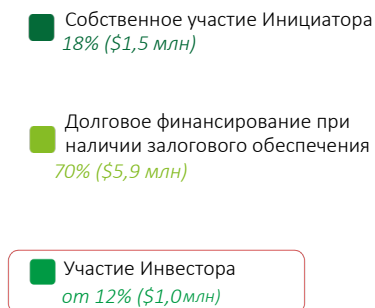 Собственное участие Инициатора
18% ($1,5 млн)
Долговое финансирование при
наличии залогового обеспечения
70% ($5,9 млн)
Участие Инвестора
от 12% ($1,0млн)